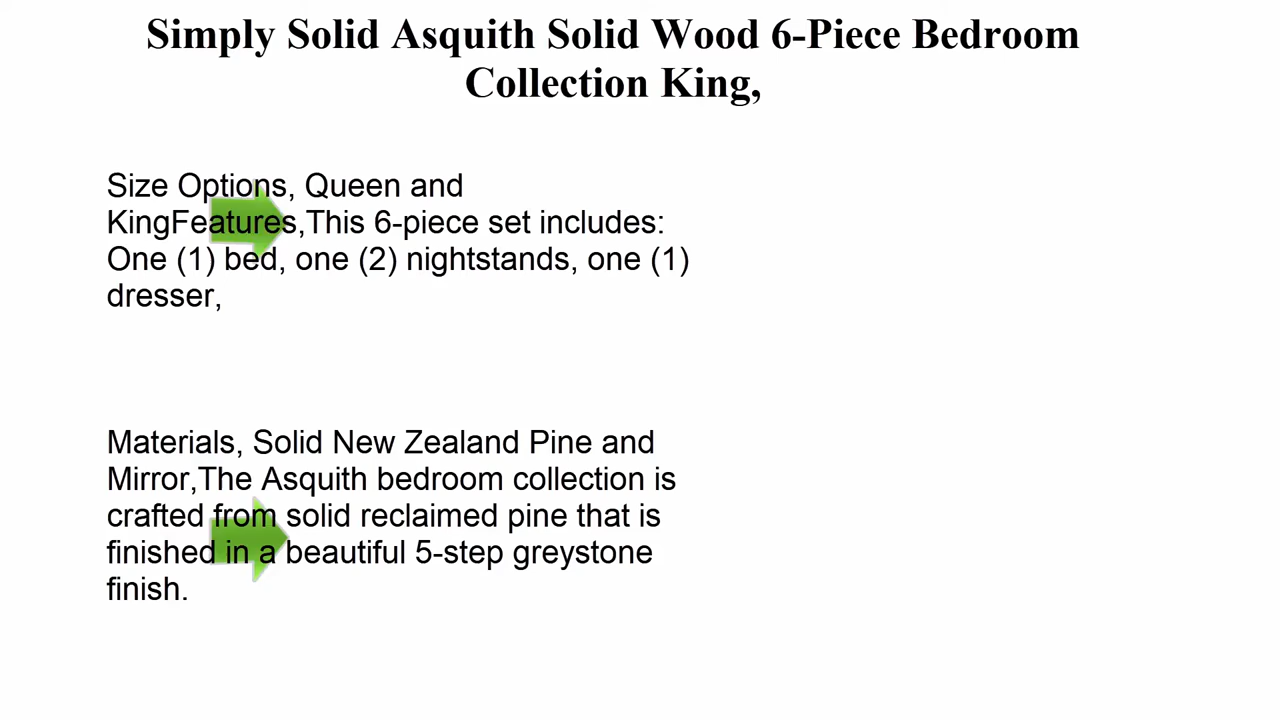 Simply Solid Asquith Solid Wood 6-Piece Bedroom
Collection King,
Size Options, Queen and
KingFeatures,This 6-piece set includes:
One (1) bed, one (2) nightstands, one (1)
dresser,
Materials, Solid New Zealand Pine and
Mirror,The Asquith bedroom collection is
crafted from solid reclaimed pine that is
finished in a beautiful 5-step greystone
finish.